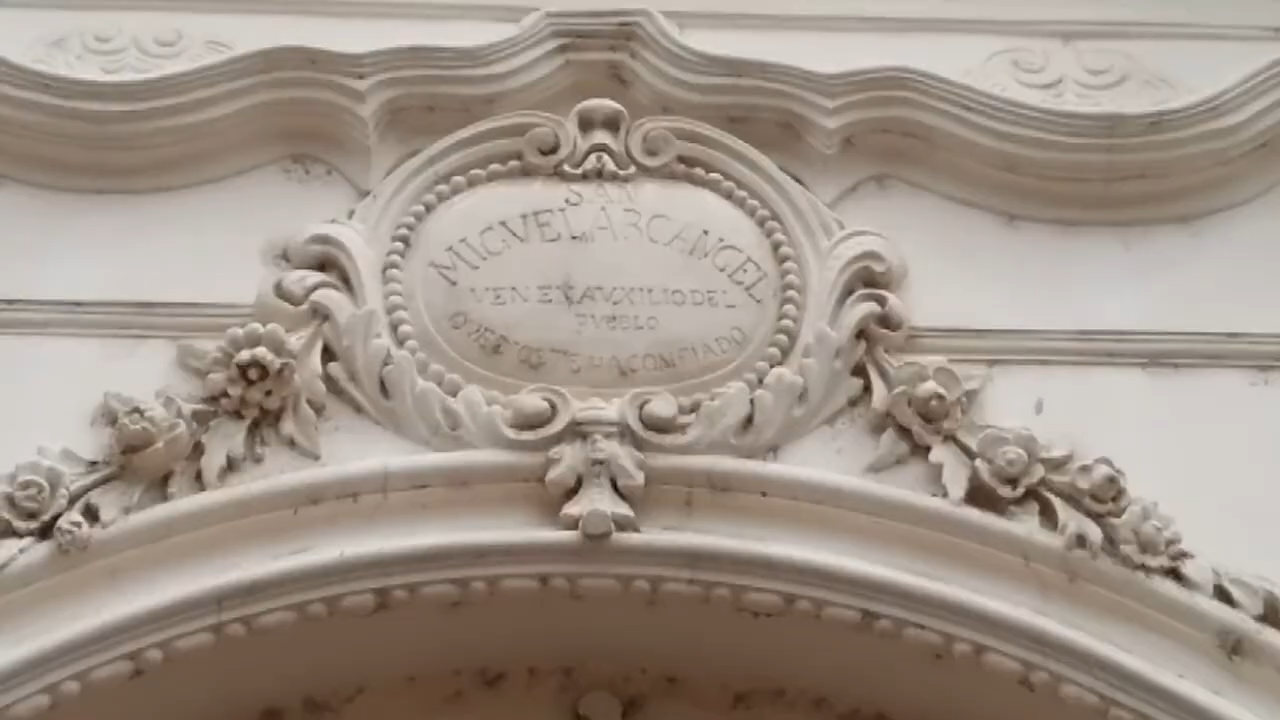 SAN
MIGVEL ARCANGEL
VEN EN AVXILIO DEL
PVEBLO
QVE TE HA CONFIADO